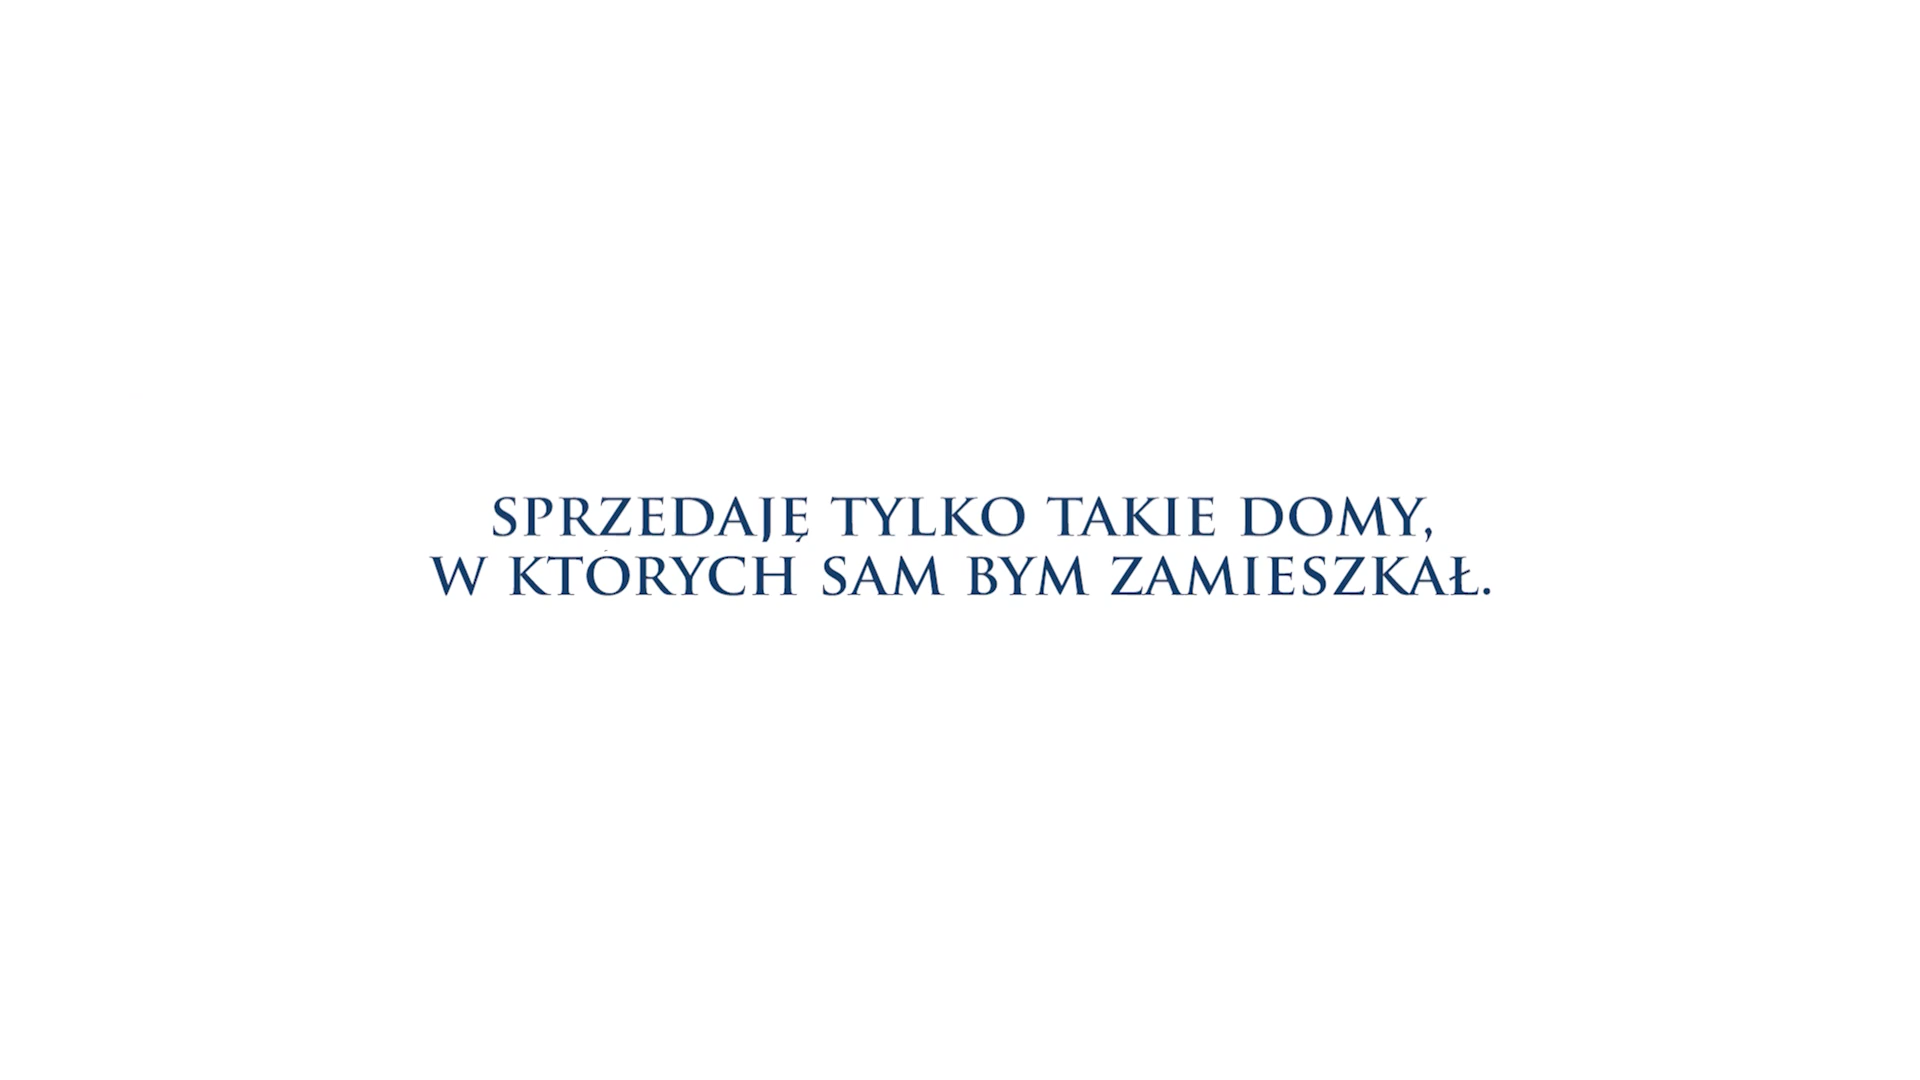 SPRZEDAJĘ TYLKO TAKIE DOMY,
W KTÓRYCH SAM BYM ZAMIESZKAŁ.